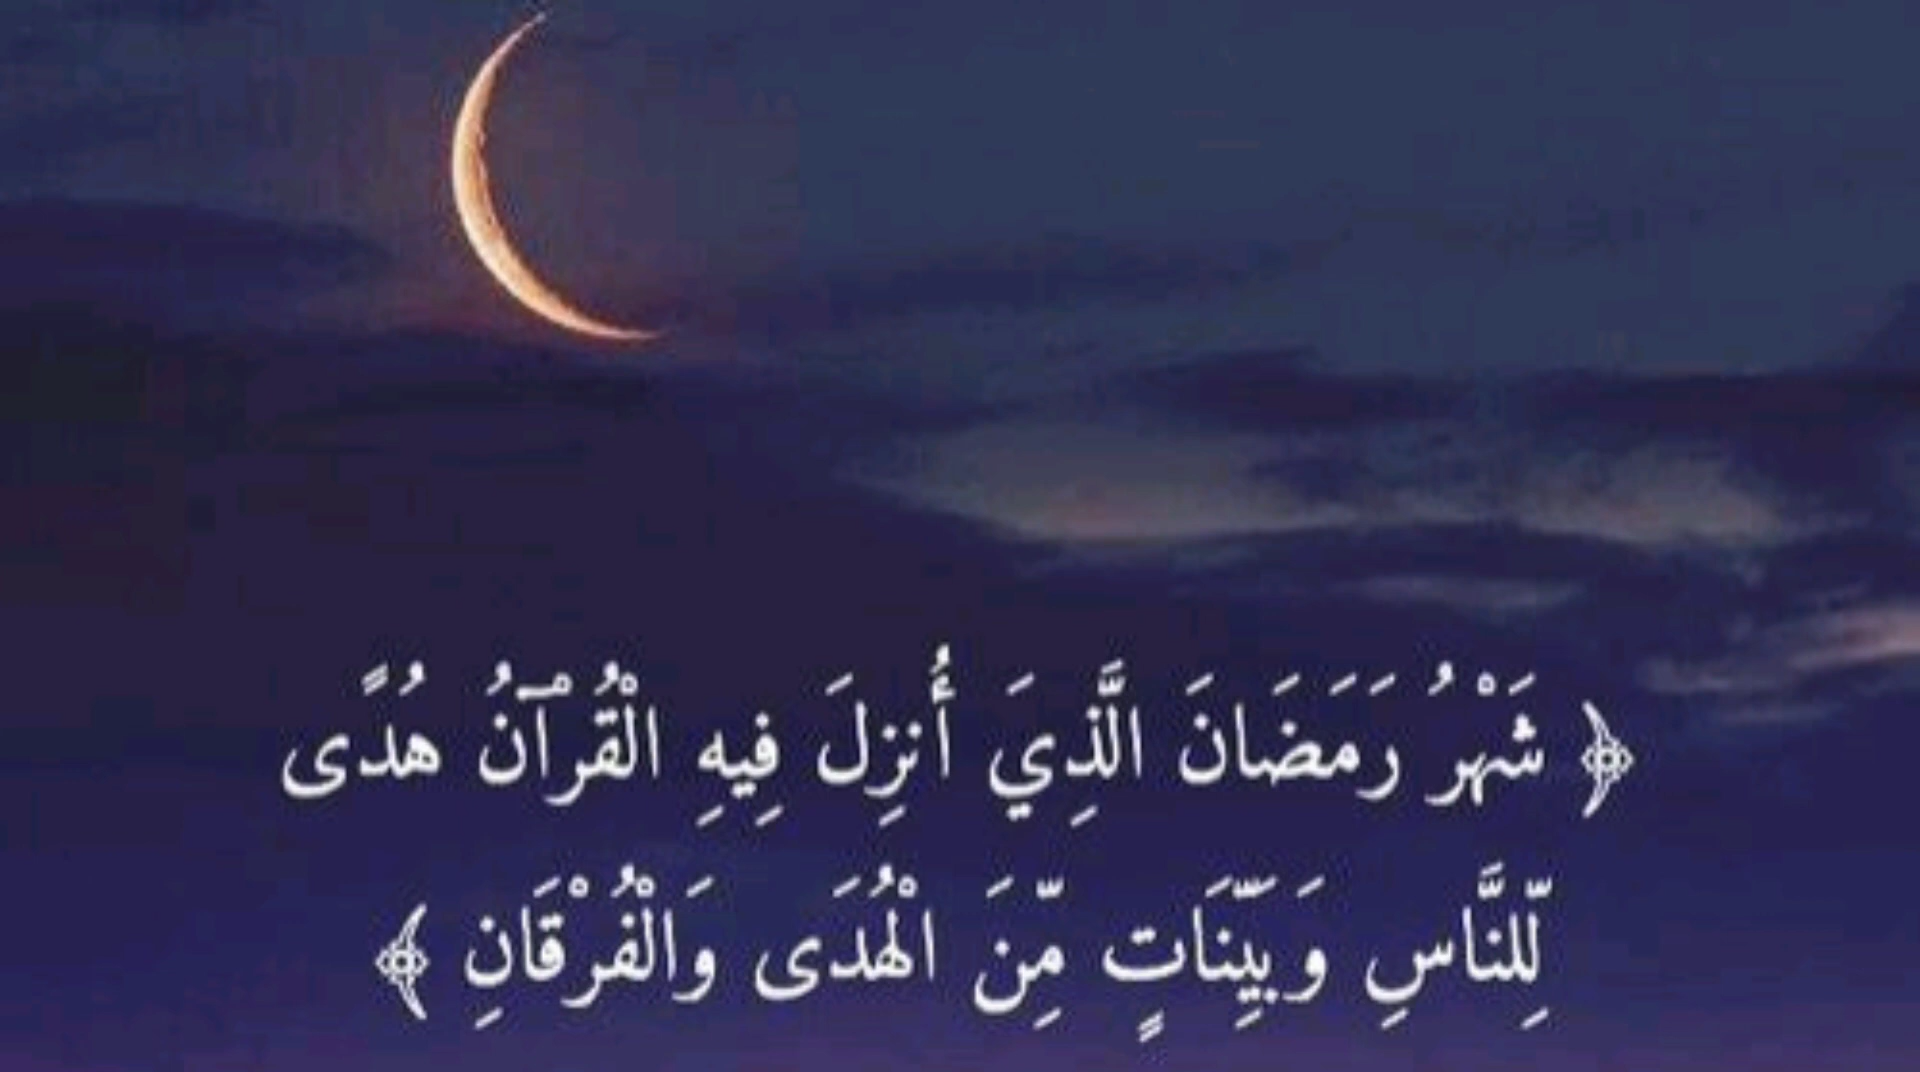 ﴿ شَهْرُ رَمَضَانَ الَّذِيَ أُنزِلَ فِيهِ الْقُرْآنُ هُدًى
لِّلنَّاسِ وَبَيِّنَاتٍ مِّنَ الْهُدَى وَالْفُرْقَانِ ﴾